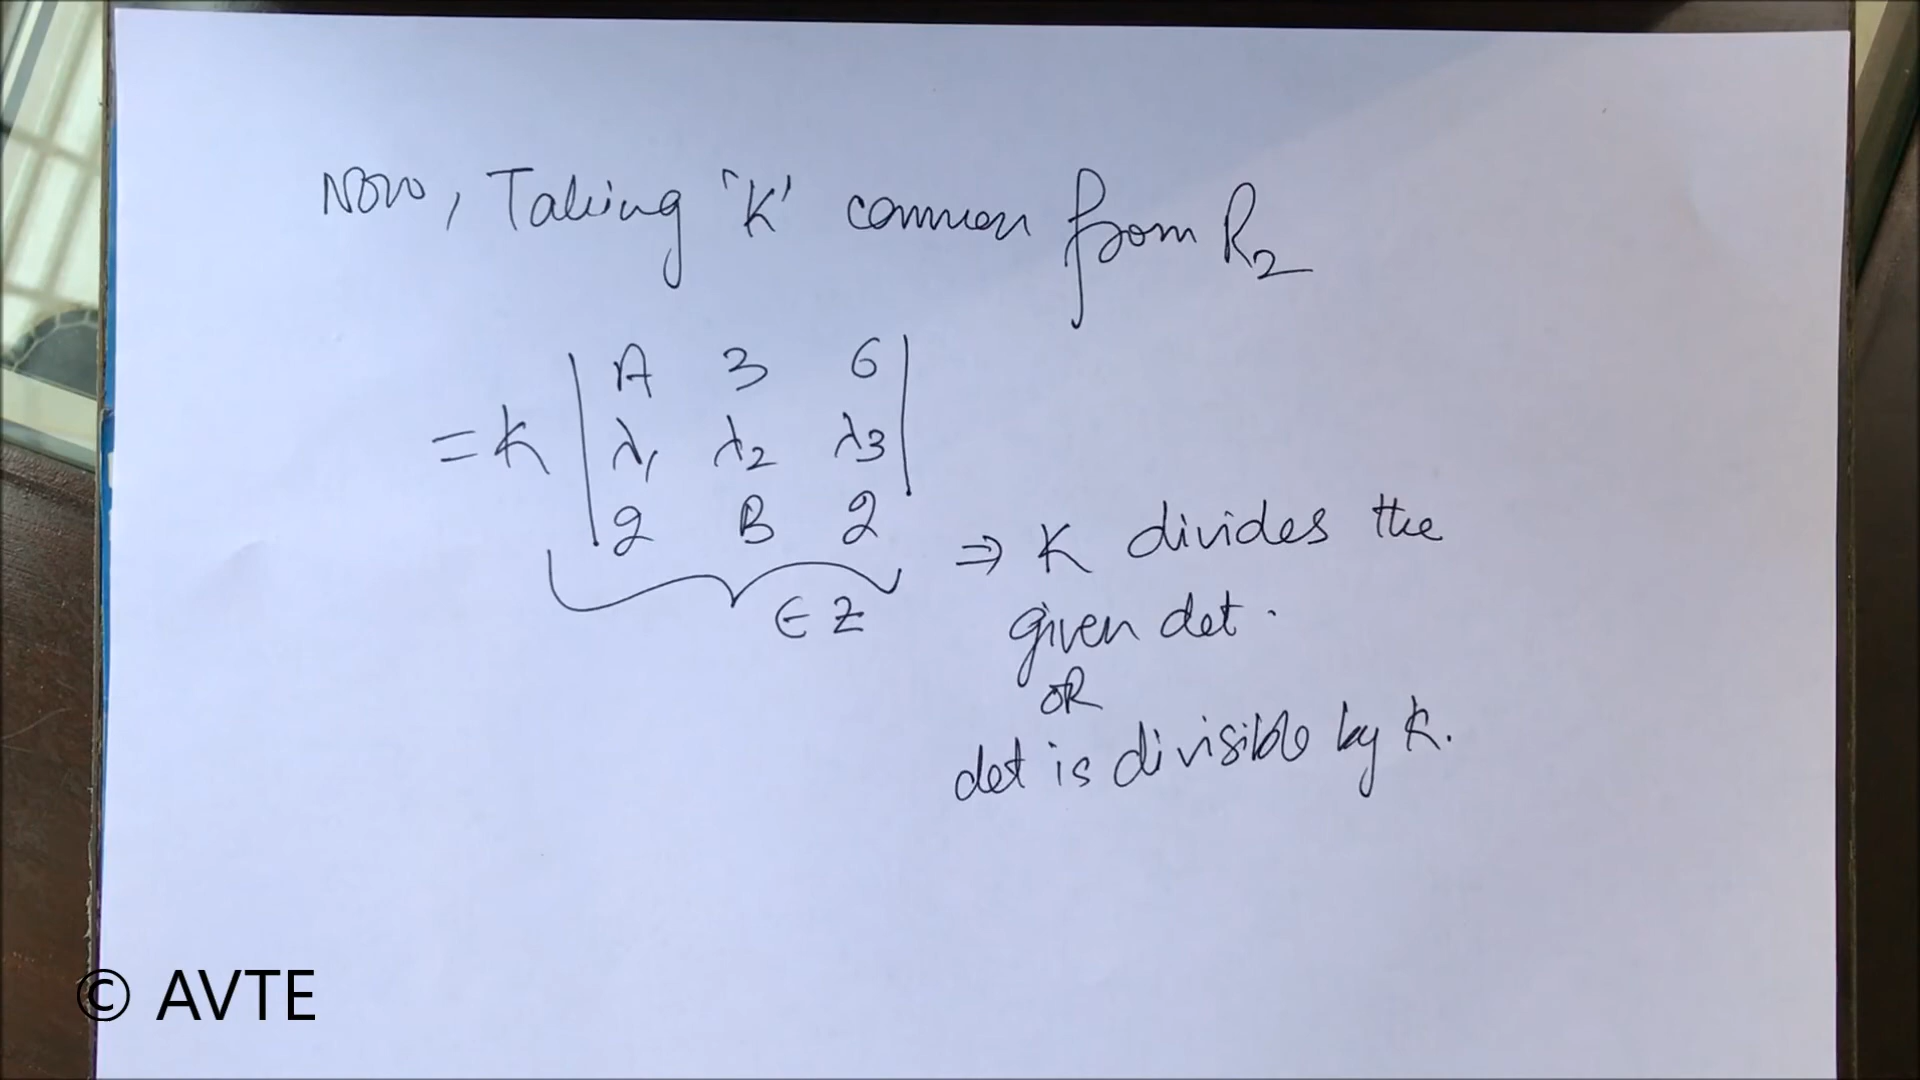 Now, Taking 'K' common from R2
A 3 6
= K λ1 λ2 λ3
2 B 2
⇒ K divides the
∈ Z
given det.
OR
det is divisible by K.
© AVTE